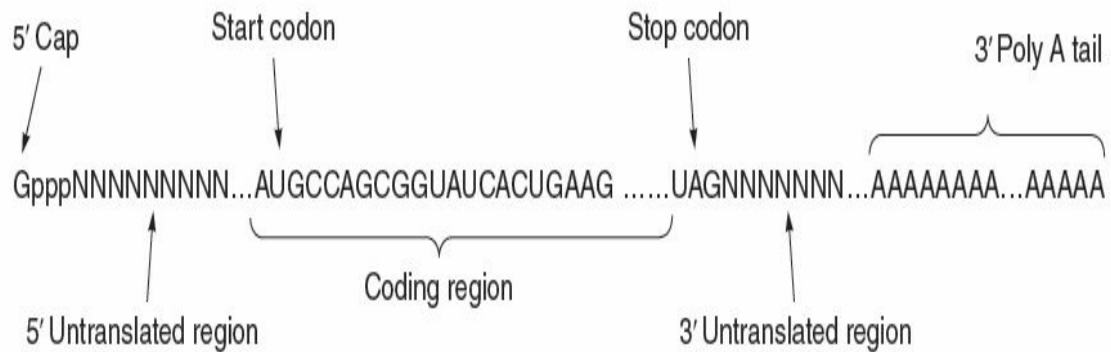 5′ Cap
Start codon
Stop codon
3′ Poly A tail
GpppNNNNNNNNN...AUGCCAGCGGUAUCACUGAAG ......UAGNNNNNNN...AAAAAAAA...AAAAA
Coding region
5′ Untranslated region
3′ Untranslated region